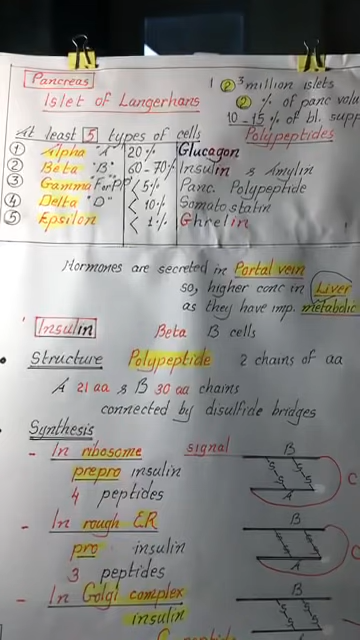 Pancreas
Islet of Langerhans
1 2 3 million islets
2 % of panc volu
10 - 15 % of bl. supp
At least 5 types of cells
Polypeptides
1 Alpha "A" 20 % Glucagon
2 Beta "B" 60 - 70 % Insulin & Amylin
3 Gamma "F or PP" < 5 % Panc. Polypeptide
4 Delta "D" < 10 % Somatostatin
5 Epsilon < 1 % Ghrelin
Hormones are secreted in Portal vein
so, higher conc in Liver
as they have imp. metabolic
Insulin Beta B cells
Structure Polypeptide 2 chains of aa
A 21 aa & B 30 aa chains
connected by disulfide bridges
Synthesis
- In ribosome signal B
prepro insulin
4 peptides A C
- In rough ER B
pro insulin
3 peptides A C
- In Golgi complex B
insulin